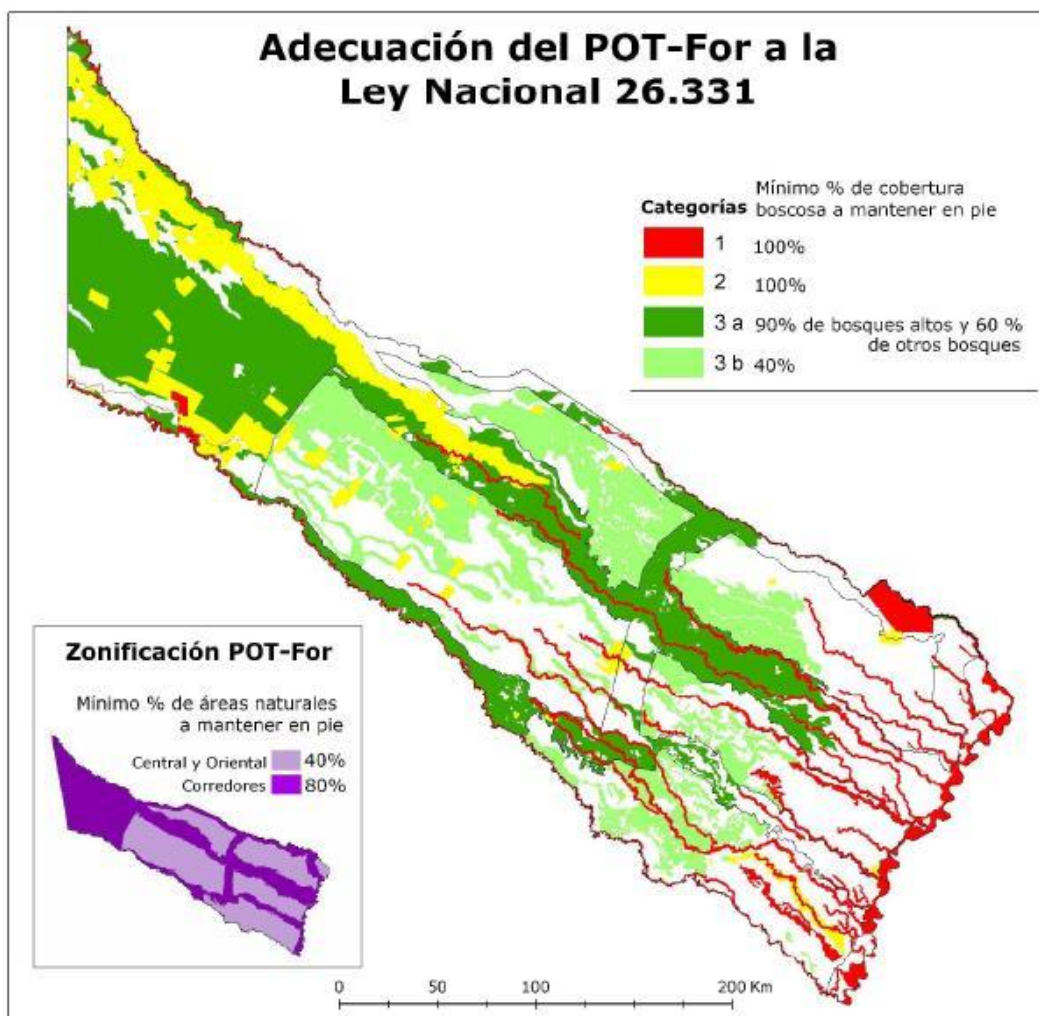 Adecuación del POT-For a la
Ley Nacional 26.331
Categorías
Mínimo % de cobertura
boscosa a mantener en pie
1 100%
2 100%
3 a 90% de bosques altos y 60 %
de otros bosques
3 b 40%
Zonificación POT-For
Mínimo % de áreas naturales
a mantener en pie
Central y Oriental 40%
Corredores 80%
0 50 100 200 Km